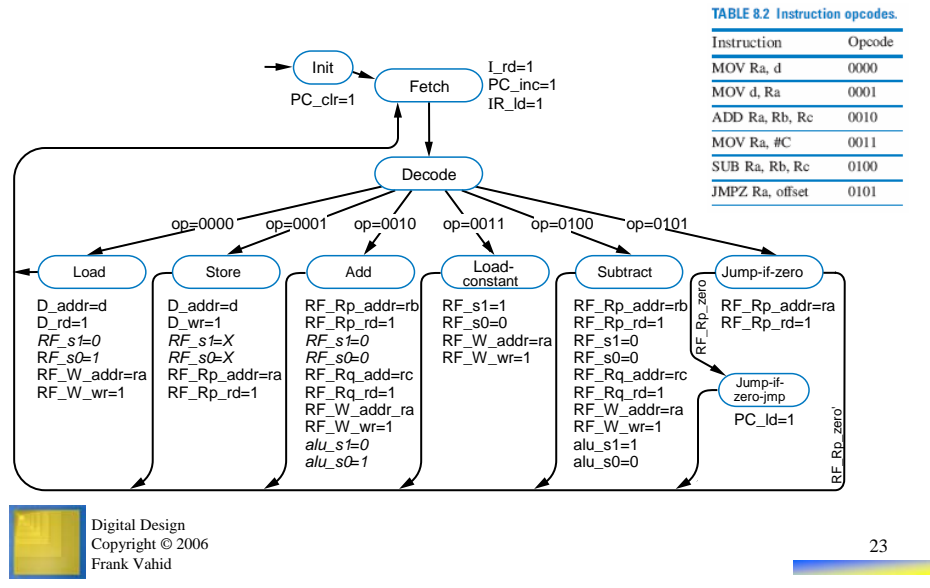 TABLE 8.2 Instruction opcodes.
Instruction Opcode
MOV Ra, d 0000
MOV d, Ra 0001
ADD Ra, Rb, Rc 0010
MOV Ra, #C 0011
SUB Ra, Rb, Rc 0100
JMPZ Ra, offset 0101
Init
PC_clr=1
Fetch
I_rd=1
PC_inc=1
IR_ld=1
Decode
op=0000
op=0001
op=0010
op=0011
op=0100
op=0101
Load
D_addr=d
D_rd=1
RF_s1=0
RF_s0=1
RF_W_addr=ra
RF_W_wr=1
Store
D_addr=d
D_wr=1
RF_s1=X
RF_s0=X
RF_Rp_addr=ra
RF_Rp_rd=1
Add
RF_Rp_addr=rb
RF_Rp_rd=1
RF_s1=0
RF_s0=0
RF_Rq_addr=rc
RF_Rq_rd=1
RF_W_addr_ra
RF_W_wr=1
alu_s1=0
alu_s0=1
Load-
constant
RF_s1=1
RF_s0=0
RF_W_addr=ra
RF_W_wr=1
Subtract
RF_Rp_addr=rb
RF_Rp_rd=1
RF_s1=0
RF_s0=0
RF_Rq_addr=rc
RF_Rq_rd=1
RF_W_addr=ra
RF_W_wr=1
alu_s1=1
alu_s0=0
Jump-if-zero
RF_Rp_addr=ra
RF_Rp_rd=1
RF_Rp_zero
Jump-if-
zero-jmp
PC_ld=1
RF_Rp_zero'
Digital Design
Copyright © 2006
Frank Vahid
23